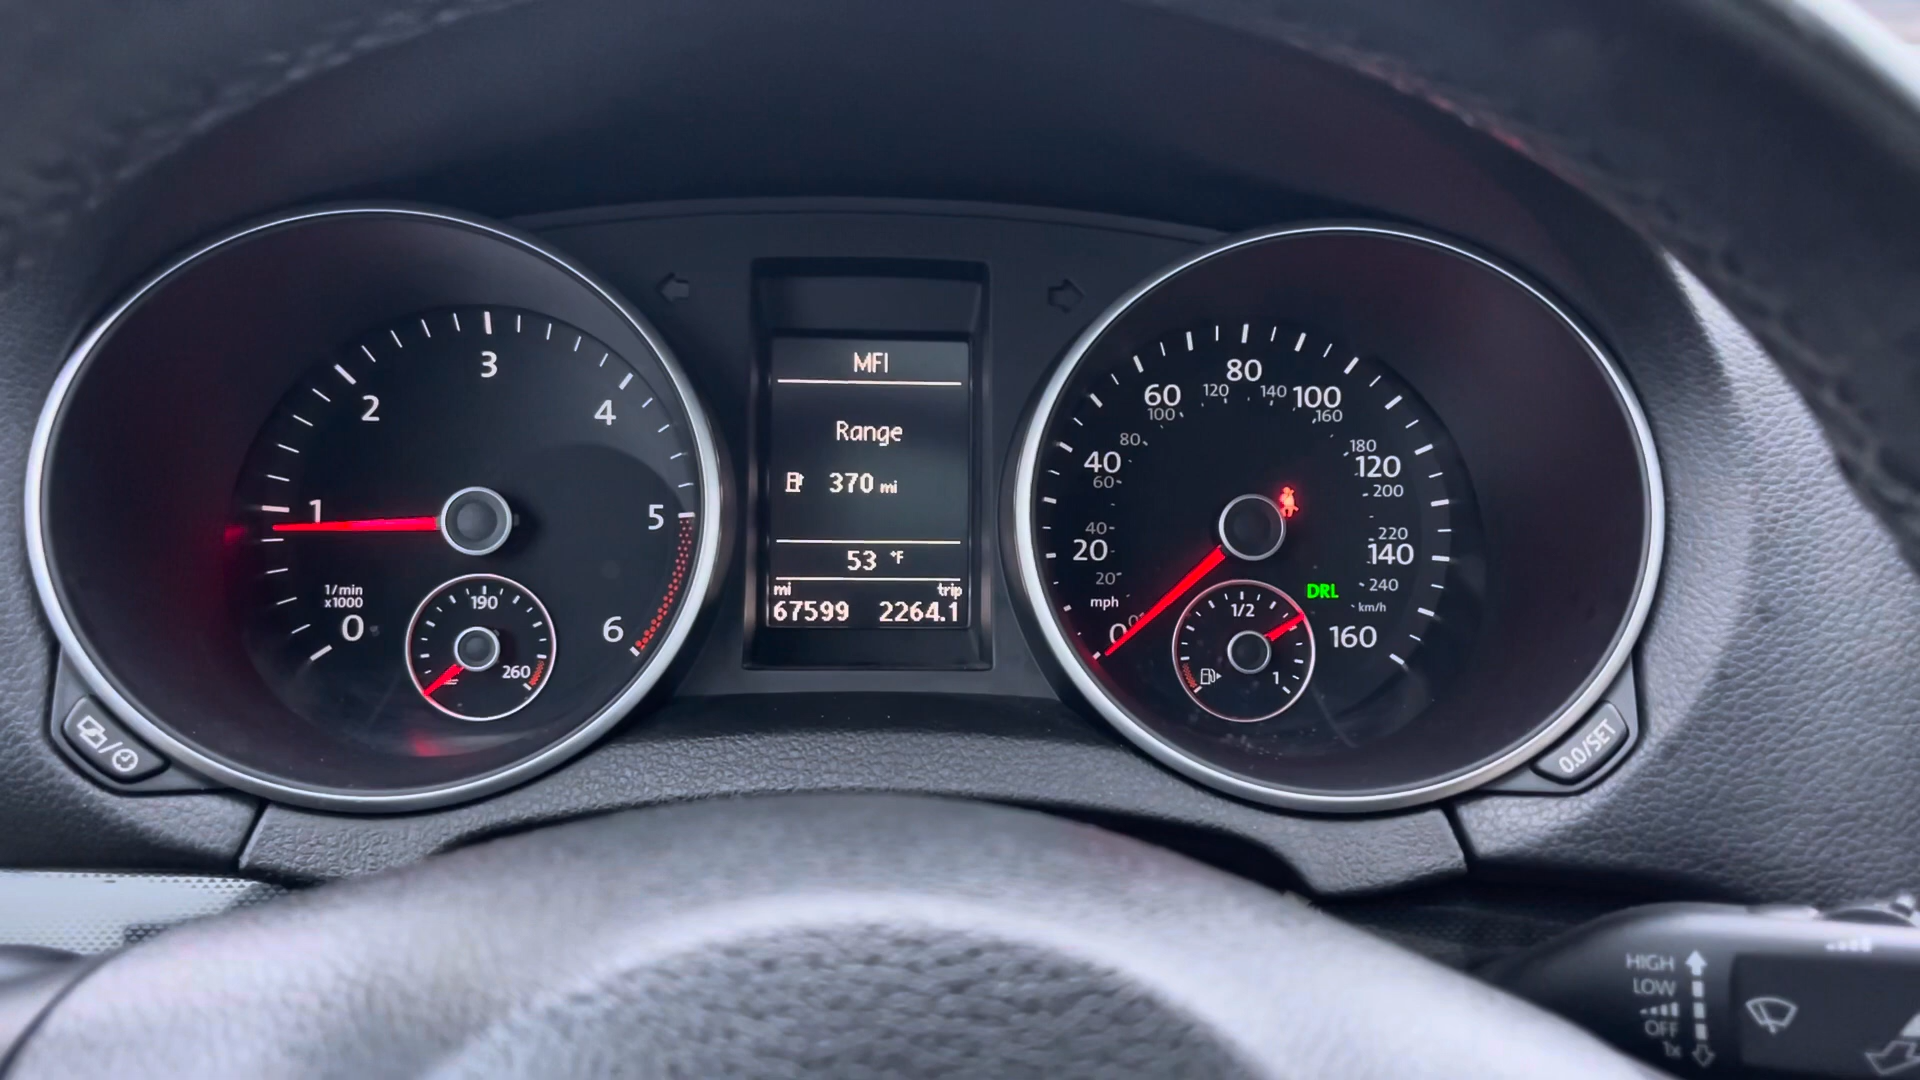 MFI
Range
370 mi
53 °F
mi trip
67599 2264.1
0
1
2
3
4
5
6
1/min
x1000
190
260
0 20 40 60 80 100 120 140 160
mph
0 20 40 60 80 100 120 140 160 180 200 220 240
km/h
DRL
1/2
1
0.0/SET
HIGH
LOW
OFF
1x